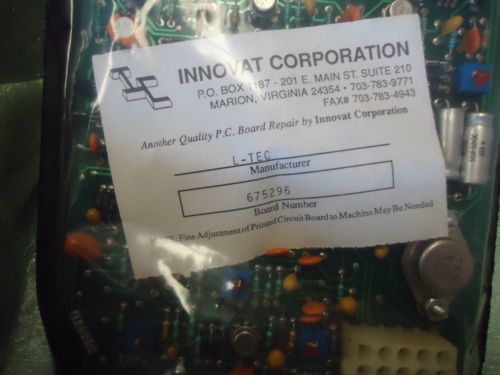 INNOVAT CORPORATION
P.O. BOX 1187 - 201 E. MAIN ST. SUITE 210
MARION, VIRGINIA 24354 • 703-783-9771
FAX# 703-783-4943
Another Quality P.C. Board Repair by Innovat Corporation
L-TEC
Manufacturer
675296
Board Number
NOTE: Fine Adjustment of Printed Circuit Board to Machine May Be Needed